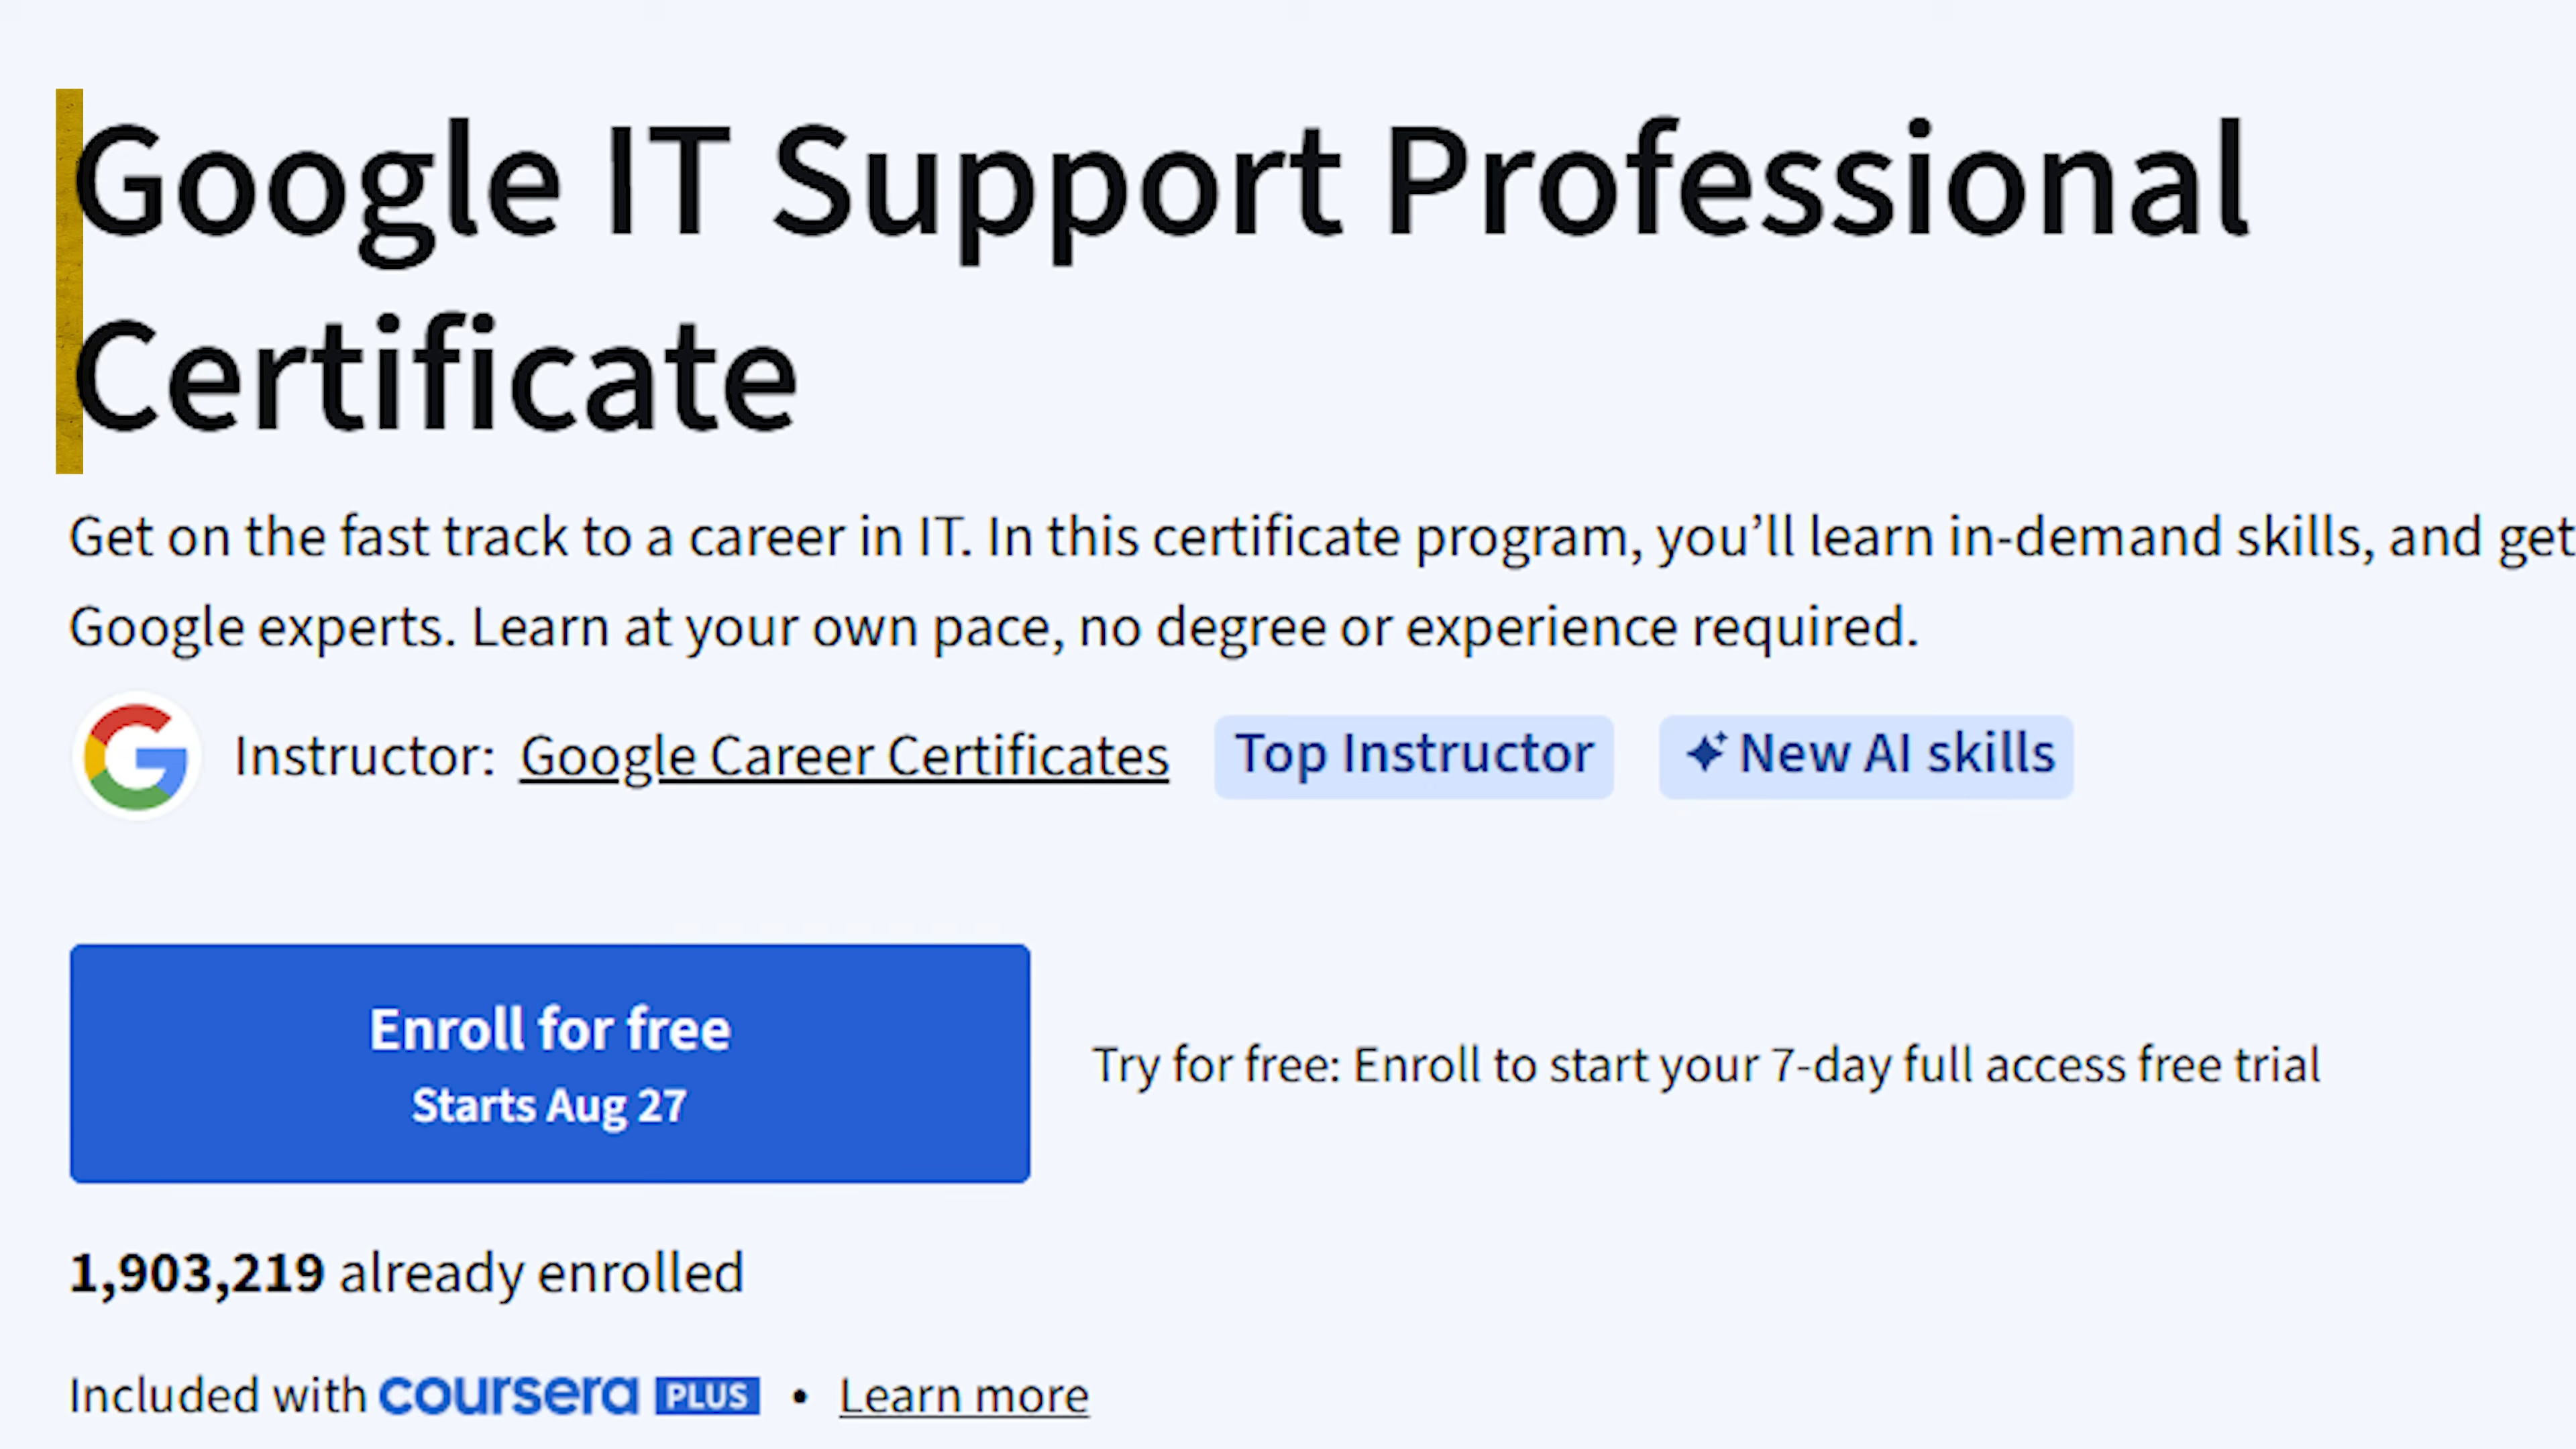 Google IT Support Professional
Certificate
Get on the fast track to a career in IT. In this certificate program, you’ll learn in-demand skills, and get
Google experts. Learn at your own pace, no degree or experience required.
Instructor: Google Career Certificates Top Instructor New AI skills
Enroll for free
Starts Aug 27
Try for free: Enroll to start your 7-day full access free trial
1,903,219 already enrolled
Included with coursera PLUS • Learn more